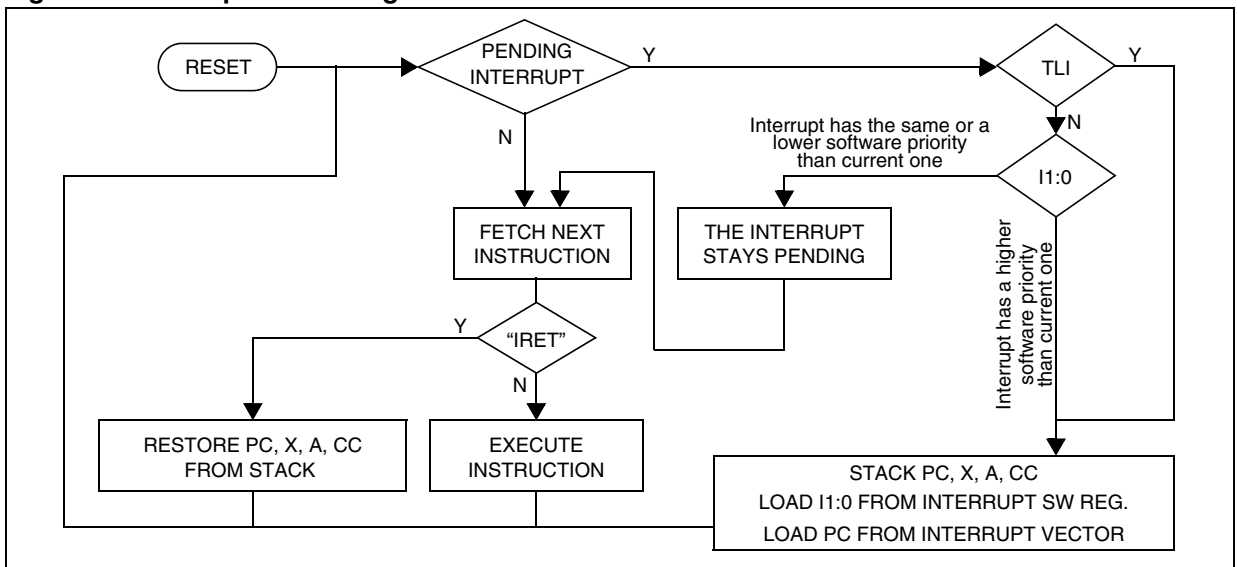 RESET
PENDING
INTERRUPT
Y
TLI
Y
N
Interrupt has the same or a
lower software priority
than current one
N
I1:0
FETCH NEXT
INSTRUCTION
THE INTERRUPT
STAYS PENDING
Interrupt has a higher
software priority
than current one
Y
“IRET”
N
RESTORE PC, X, A, CC
FROM STACK
EXECUTE
INSTRUCTION
STACK PC, X, A, CC
LOAD I1:0 FROM INTERRUPT SW REG.
LOAD PC FROM INTERRUPT VECTOR